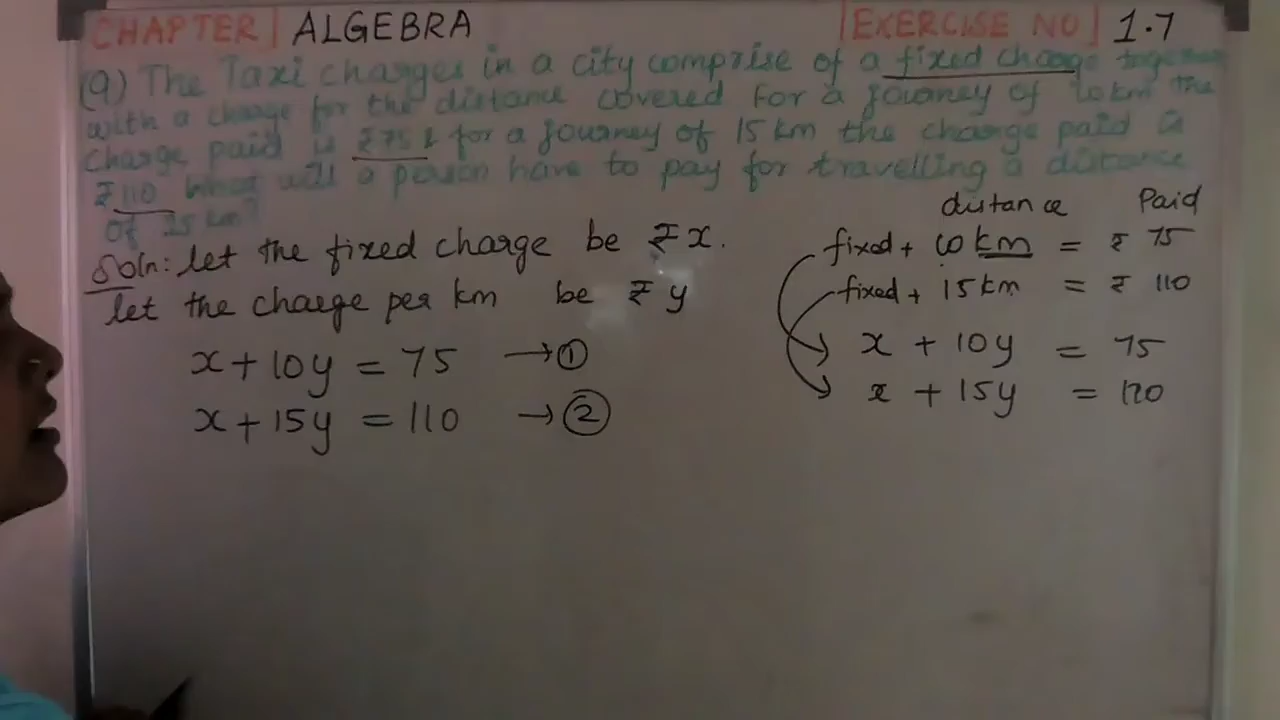 CHAPTER| ALGEBRA |EXERCISE NO| 1.7
(9) The Taxi charges in a city comprise of a fixed charge together
with a charge for the distance covered for a journey of 10km the
charge paid is ₹75 & for a journey of 15km the charge paid is
₹110 What will a person have to pay for travelling a distance
of 25 km?
Soln: let the fixed charge be ₹x.
let the charge per km be ₹ y
x + 10y = 75 → ①
x + 15y = 110 → ②
distance Paid
fixed + 10 km = ₹ 75
fixed + 15km = ₹ 110
x + 10y = 75
x + 15y = 110